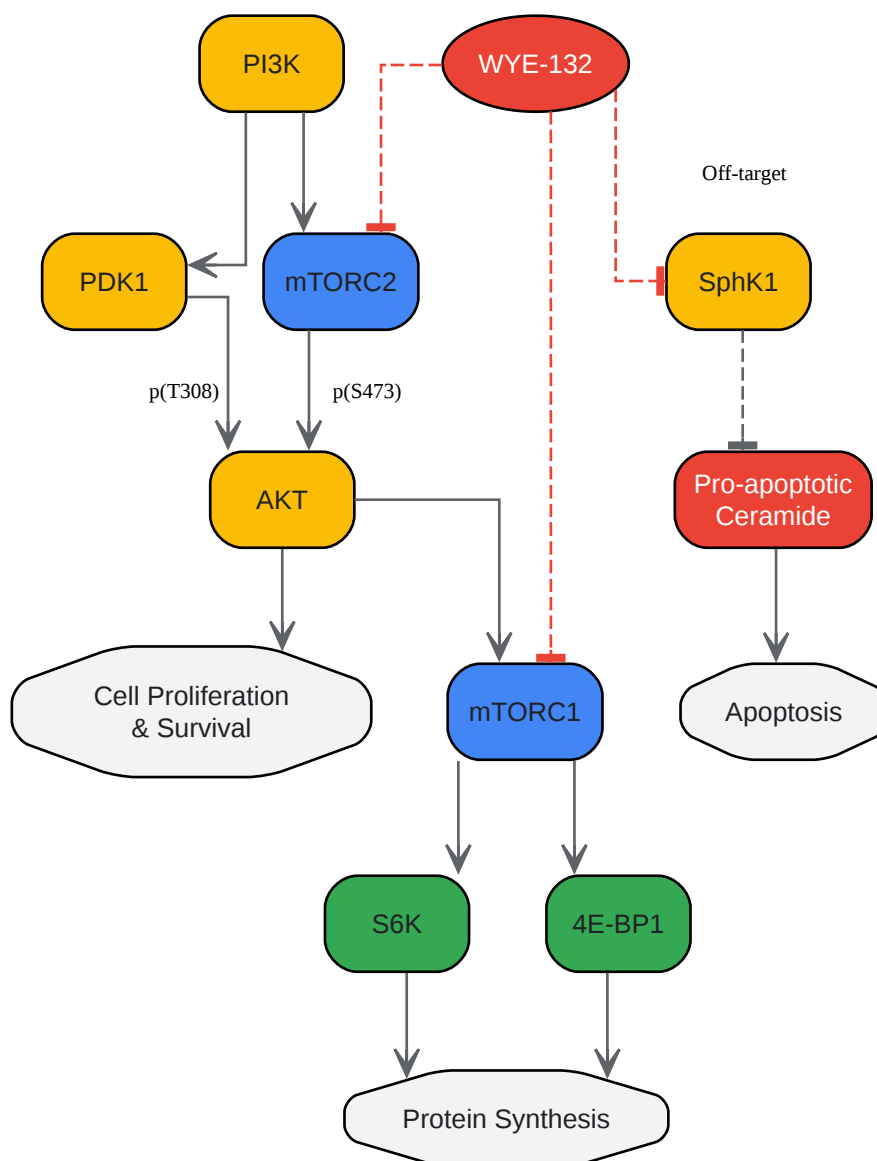 PI3K
WYE-132
Off-target
PDK1
mTORC2
SphK1
p(T308)
p(S473)
AKT
Pro-apoptotic
Ceramide
Cell Proliferation
& Survival
mTORC1
Apoptosis
S6K
4E-BP1
Protein Synthesis